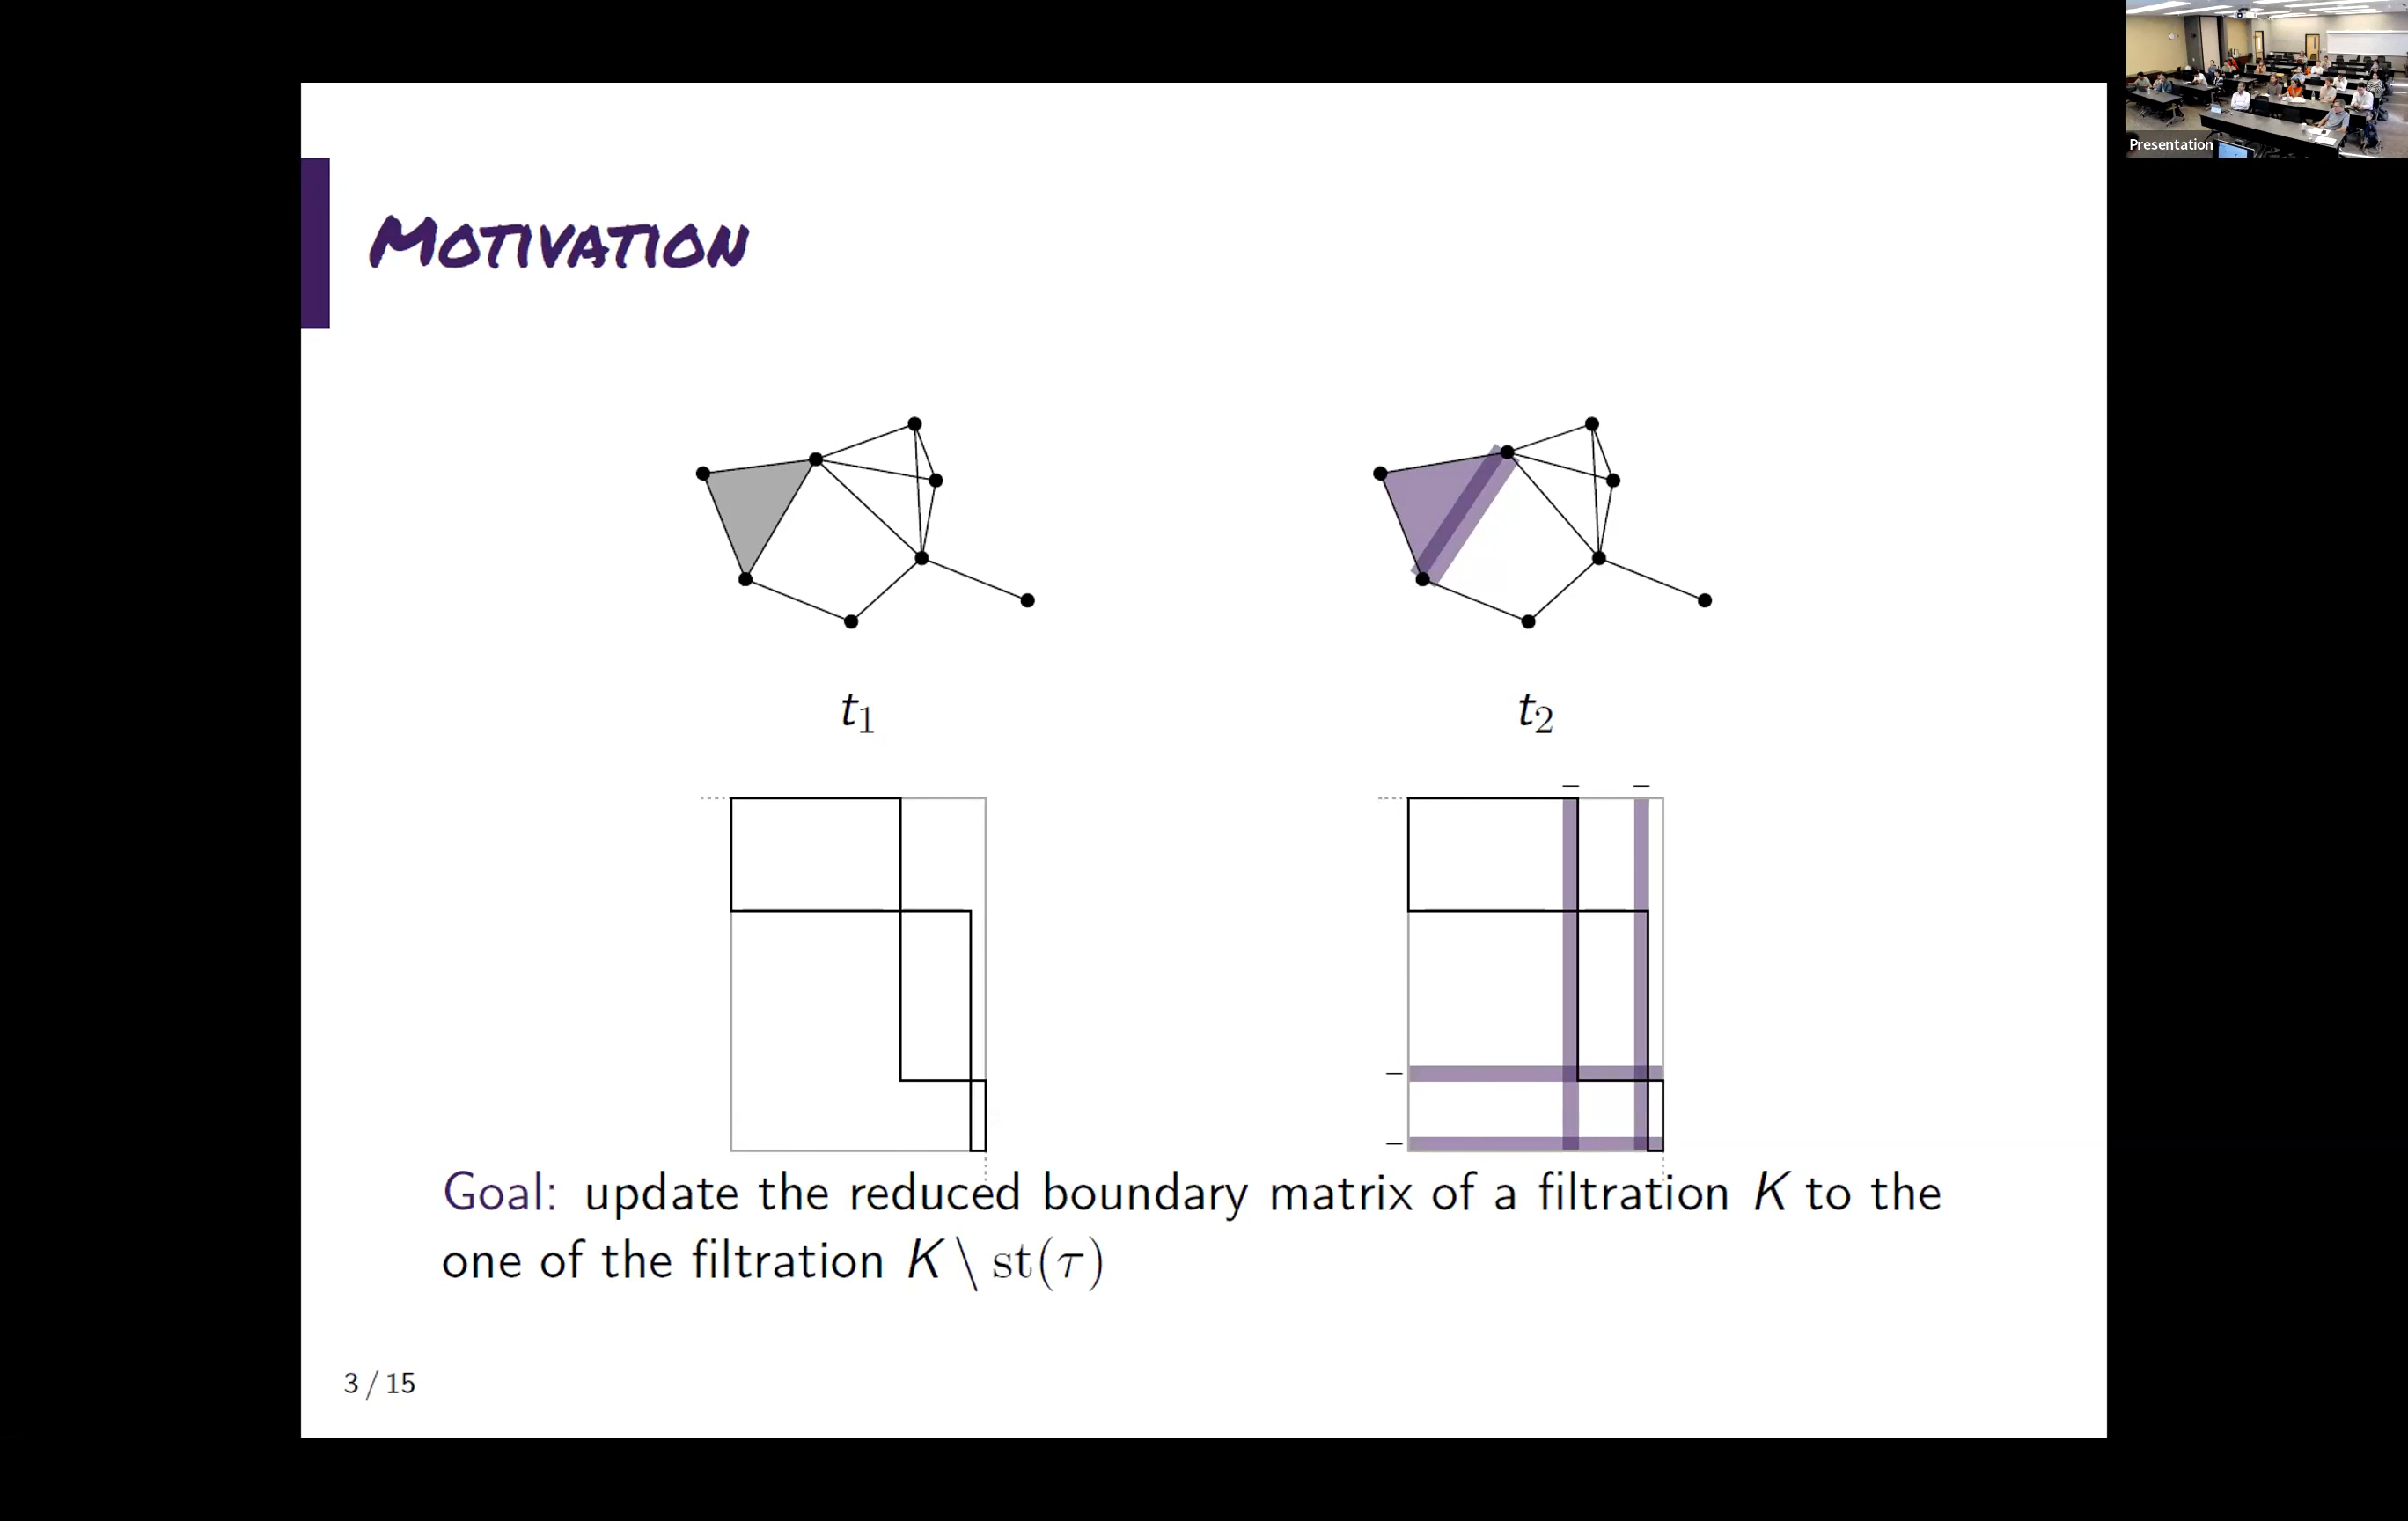 Presentation
MOTIVATION
t₁
t₂
Goal: update the reduced boundary matrix of a filtration K to the
one of the filtration K \ st(τ)
3 / 15